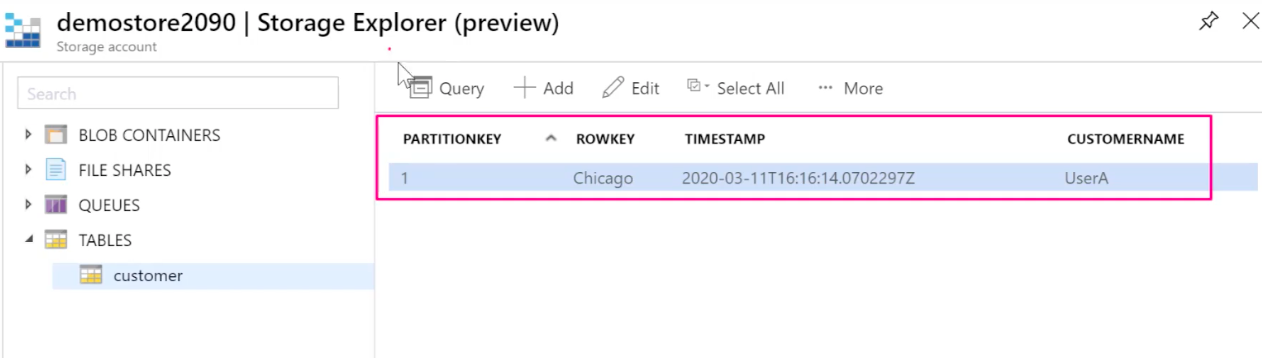 demostore2090 | Storage Explorer (preview)
Storage account
Search
BLOB CONTAINERS
FILE SHARES
QUEUES
TABLES
customer
Query Add Edit Select All ··· More
PARTITIONKEY ROWKEY TIMESTAMP CUSTOMERNAME
1 Chicago 2020-03-11T16:16:14.0702297Z UserA